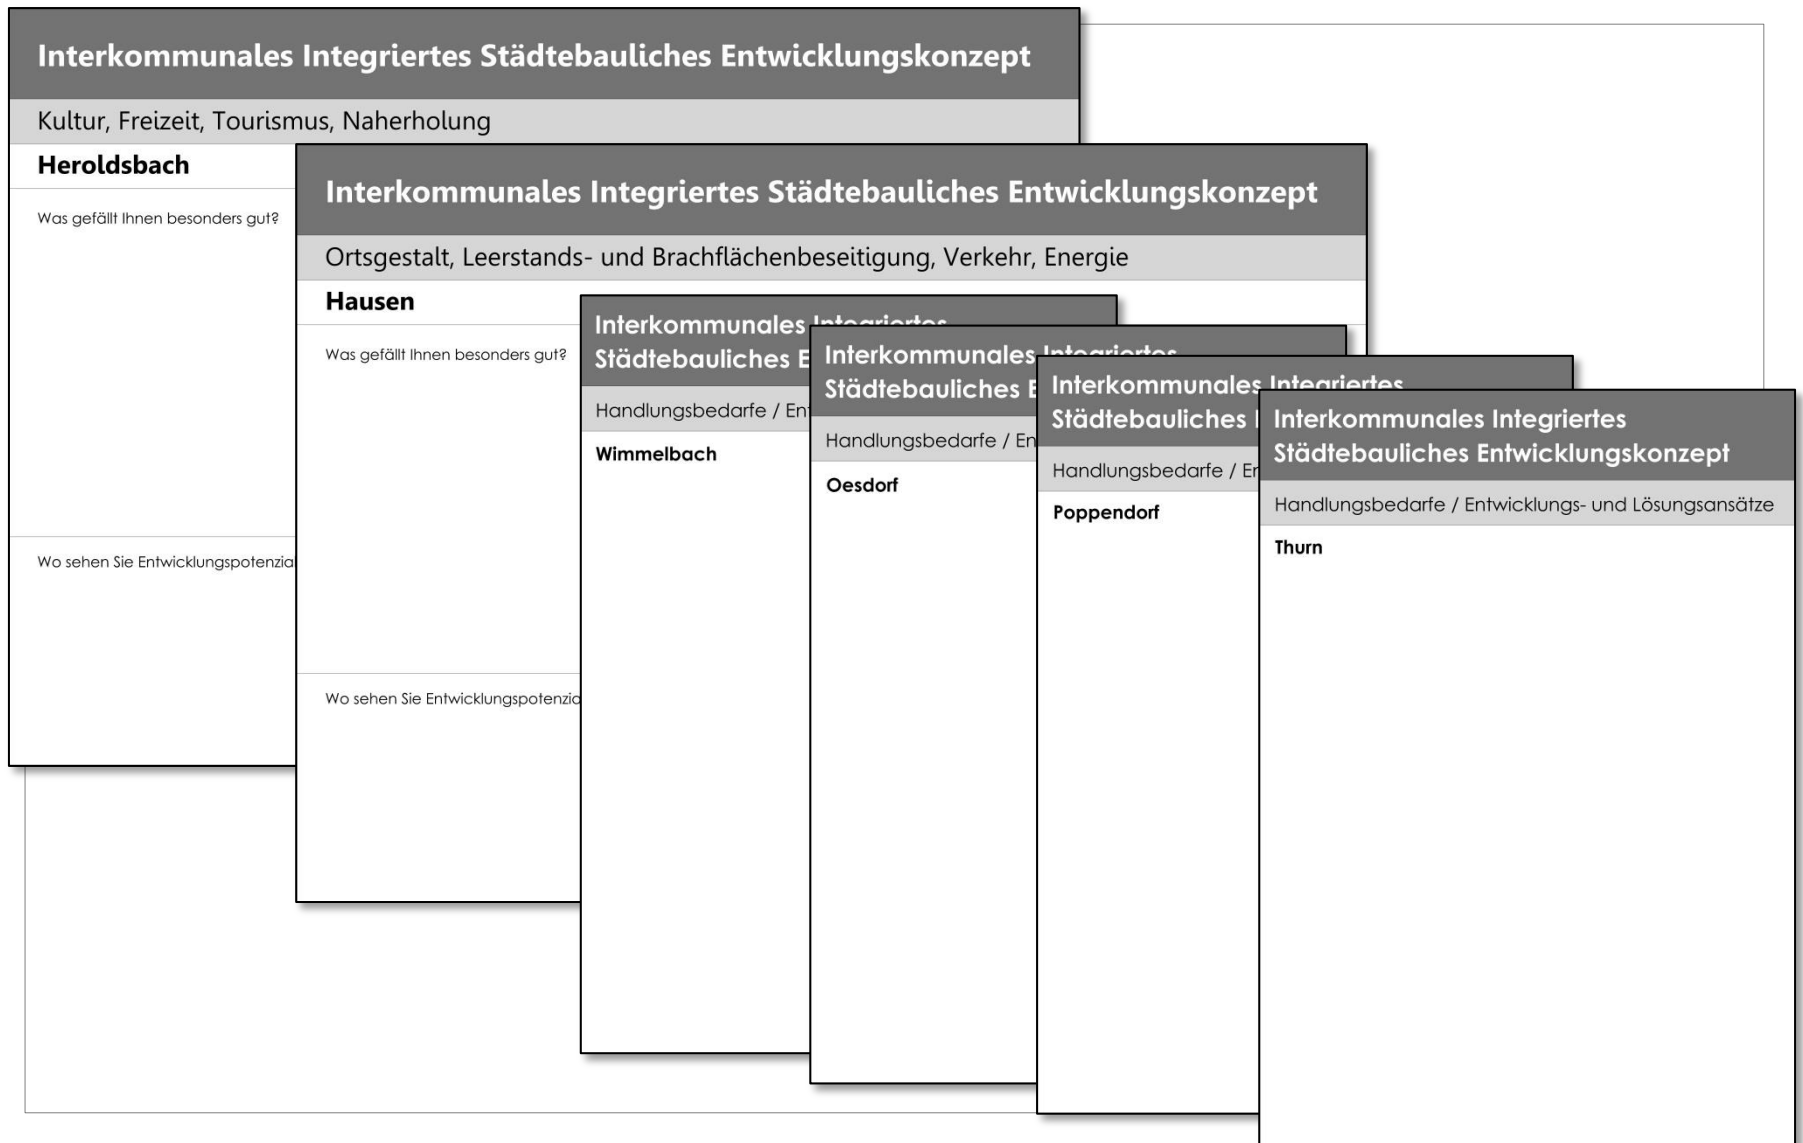 Interkommunales Integriertes Städtebauliches Entwicklungskonzept
Kultur, Freizeit, Tourismus, Naherholung
Heroldsbach
Was gefällt Ihnen besonders gut?
Wo sehen Sie
Interkommunales Integriertes Städtebauliches Entwicklungskonzept
Ortsgestalt, Leerstands- und Brachflächenbeseitigung, Verkehr, Energie
Hausen
Was gefällt Ihnen besonders gut?
Wo sehen Sie
Interkommunales Integriertes
Städtebauliches
Handlungsbedarfe /
Wimmelbach
Interkommunales Integriertes
Städtebauliches
Handlungsbedarfe /
Oesdorf
Interkommunales Integriertes
Städtebauliches
Handlungsbedarfe /
Poppendorf
Interkommunales Integriertes
Städtebauliches Entwicklungskonzept
Handlungsbedarfe / Entwicklungs- und Lösungsansätze
Thurn